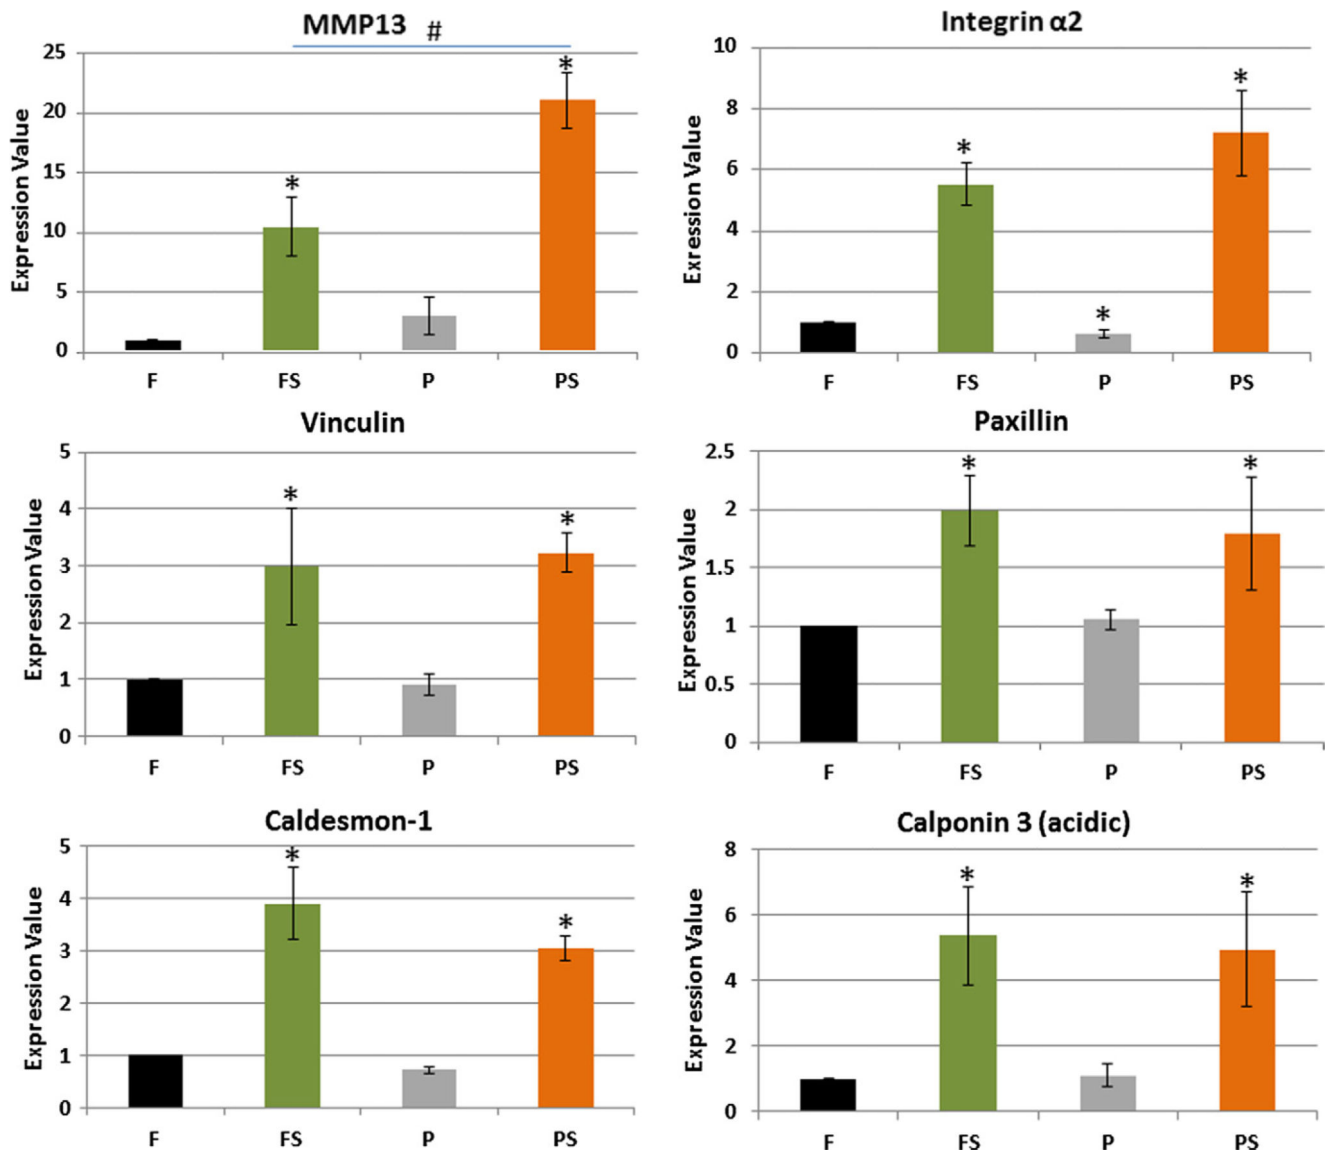 MMP13 #
Expression Value
25
20
15
10
5
0
*
*
F FS P PS
Integrin α2
Exression Value
10
8
6
4
2
0
*
*
*
F FS P PS
Vinculin
Expression Value
5
4
3
2
1
0
*
*
F FS P PS
Paxillin
Expression Value
2.5
2
1.5
1
0.5
0
*
*
F FS P PS
Caldesmon-1
Expression Value
5
4
3
2
1
0
*
*
F FS P PS
Calponin 3 (acidic)
Expression Value
8
6
4
2
0
*
*
F FS P PS